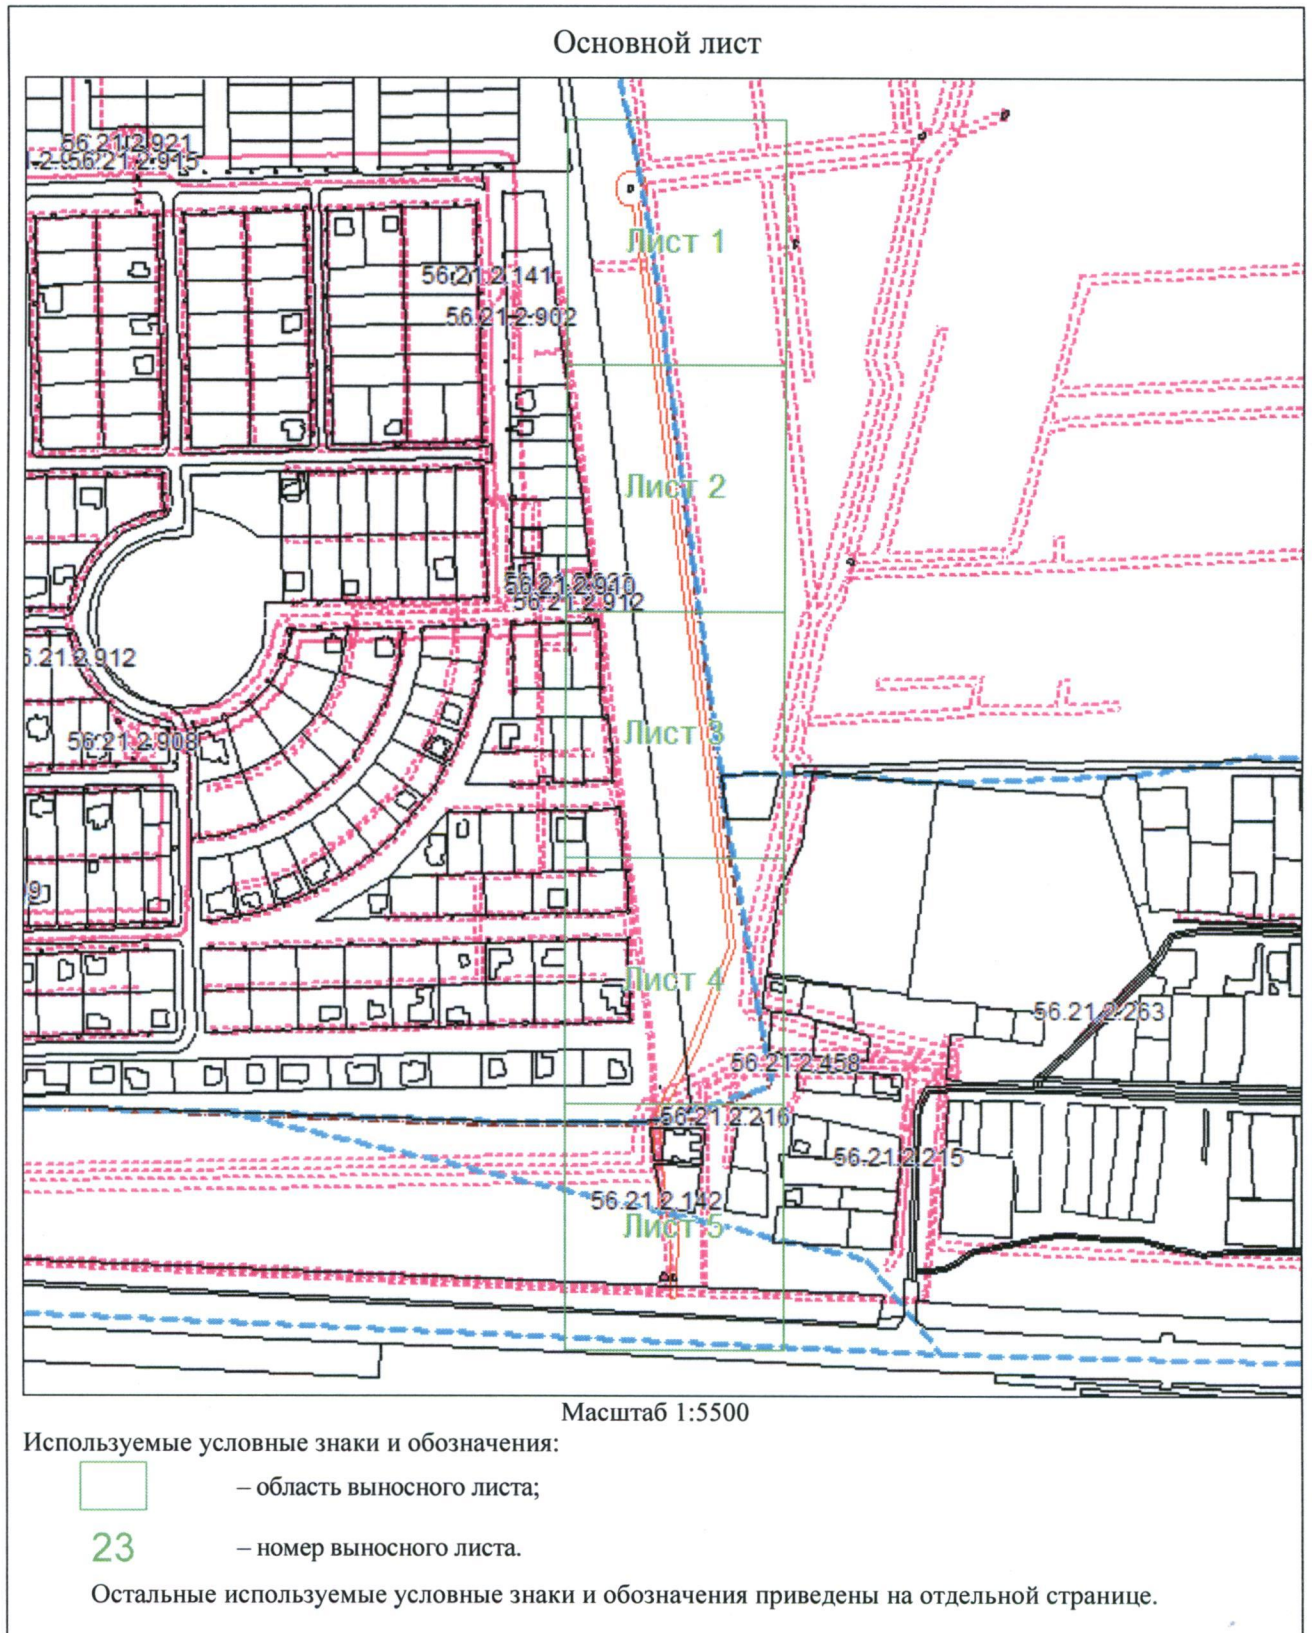 Основной лист
56.21.2.921
56.21.2.915
Лист 1
56.21.2.141
56.21.2.902
Лист 2
56.21.2.910
56.21.2.912
56.21.2.912
56.21.2.908
Лист 3
9
Лист 4
56.21.2.263
56.21.2.458
56.21.2.216
56.21.2.215
56.21.2.142
Лист 5
Масштаб 1:5500
Используемые условные знаки и обозначения:
– область выносного листа;
23 – номер выносного листа.
Остальные используемые условные знаки и обозначения приведены на отдельной странице.